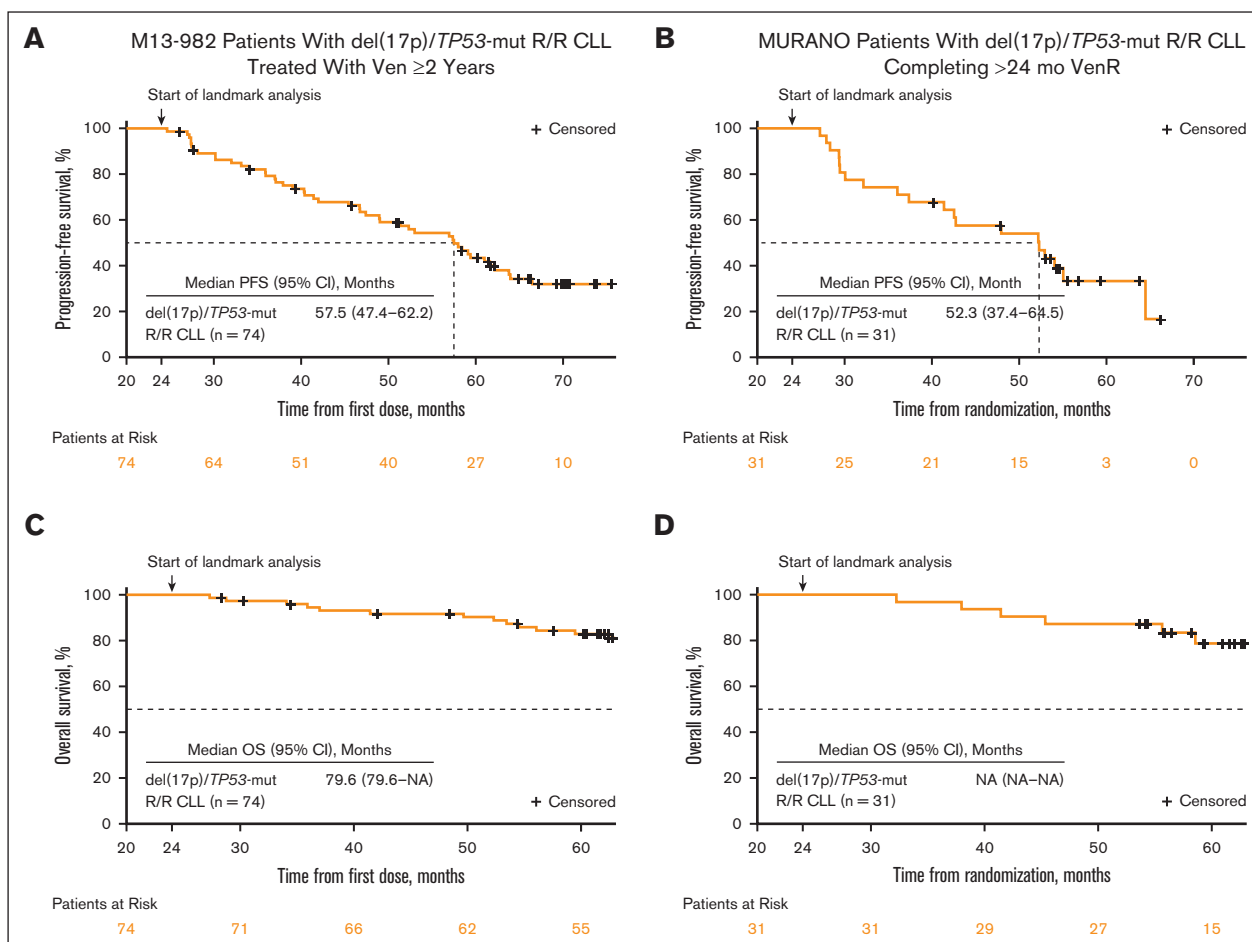 A
M13-982 Patients With del(17p)/TP53-mut R/R CLL
Treated With Ven ≥2 Years
Start of landmark analysis
+ Censored
100
80
60
40
20
0
Progression-free survival, %
Median PFS (95% CI), Months
del(17p)/TP53-mut 57.5 (47.4–62.2)
R/R CLL (n = 74)
20 24 30 40 50 60 70
Time from first dose, months
Patients at Risk
74 64 51 40 27 10
B
MURANO Patients With del(17p)/TP53-mut R/R CLL
Completing >24 mo VenR
Start of landmark analysis
+ Censored
100
80
60
40
20
0
Progression-free survival, %
Median PFS (95% CI), Month
del(17p)/TP53-mut 52.3 (37.4–64.5)
R/R CLL (n = 31)
20 24 30 40 50 60 70
Time from randomization, months
Patients at Risk
31 25 21 15 3 0
C
Start of landmark analysis
100
80
60
40
20
0
Overall survival, %
Median OS (95% CI), Months
del(17p)/TP53-mut 79.6 (79.6–NA)
R/R CLL (n = 74)
+ Censored
20 24 30 40 50 60
Time from first dose, months
Patients at Risk
74 71 66 62 55
D
Start of landmark analysis
100
80
60
40
20
0
Overall survival, %
Median OS (95% CI), Months
del(17p)/TP53-mut NA (NA–NA)
R/R CLL (n = 31)
+ Censored
20 24 30 40 50 60
Time from randomization, months
Patients at Risk
31 31 29 27 15